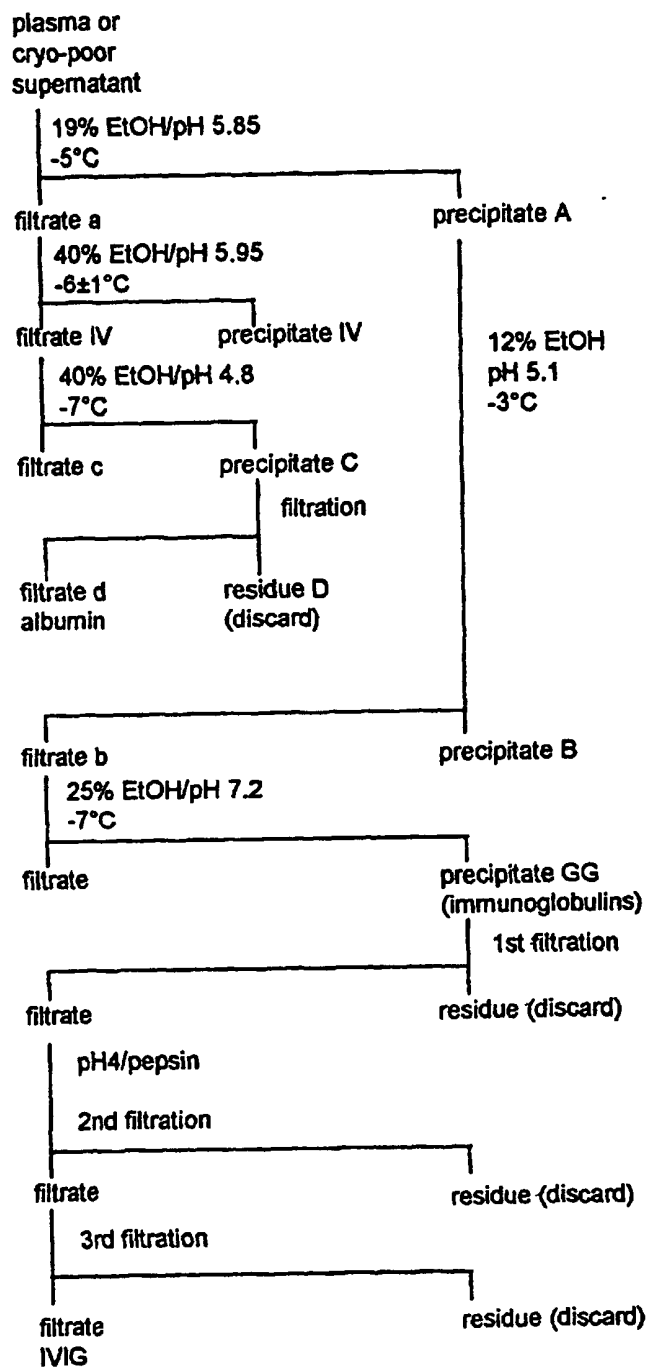 plasma or
cryo-poor
supernatant
19% EtOH/pH 5.85
-5°C
filtrate a
precipitate A
40% EtOH/pH 5.95
-6±1°C
filtrate IV
precipitate IV
12% EtOH
pH 5.1
-3°C
40% EtOH/pH 4.8
-7°C
filtrate c
precipitate C
filtration
filtrate d
albumin
residue D
(discard)
filtrate b
precipitate B
25% EtOH/pH 7.2
-7°C
filtrate
precipitate GG
(immunoglobulins)
1st filtration
filtrate
residue (discard)
pH4/pepsin
2nd filtration
filtrate
residue (discard)
3rd filtration
filtrate
IVIG
residue (discard)